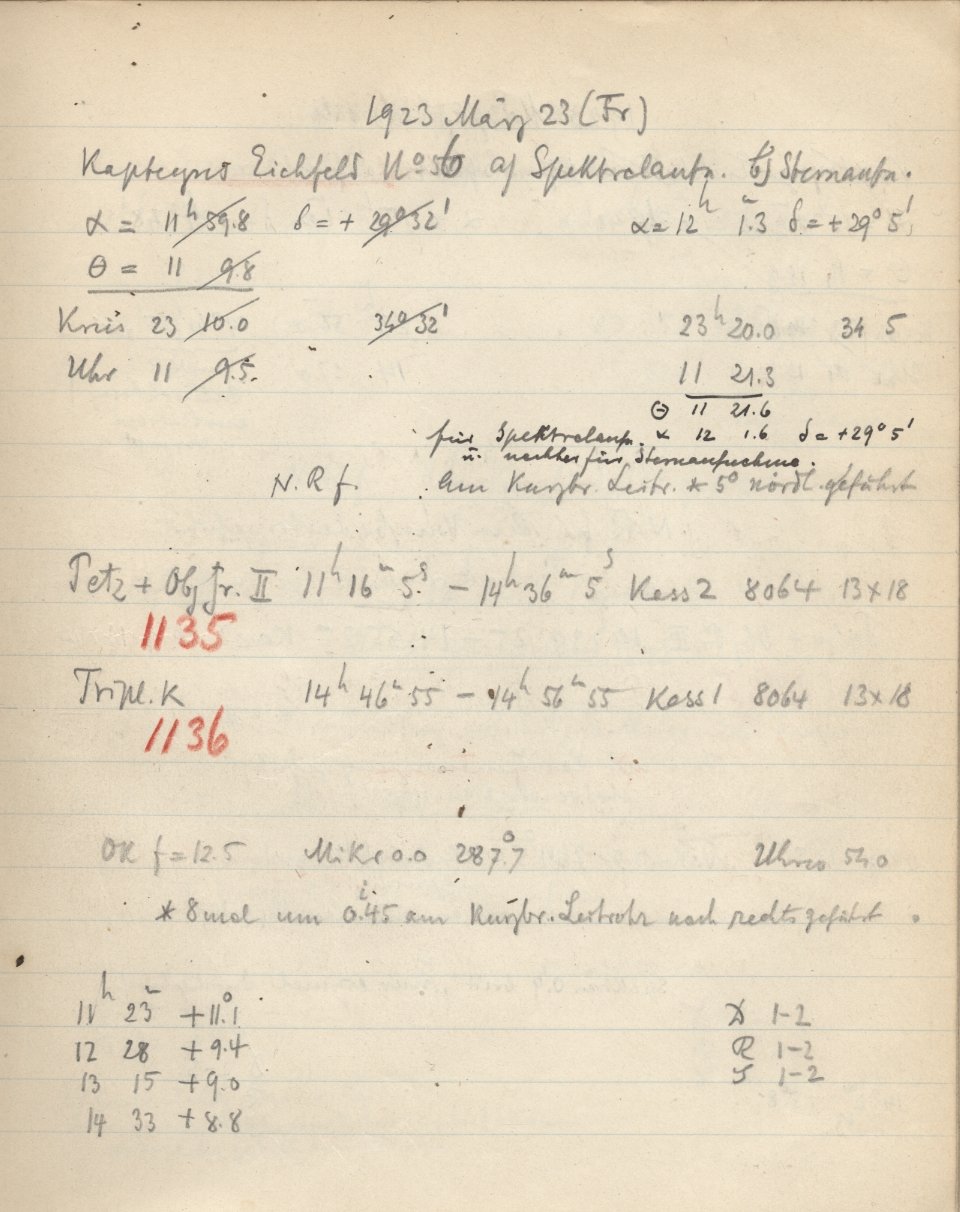 1923 März 23 (Fr)
Kapteyns Eichfeld No 56 a) Spektralaufn. b) Sternaufn.
α = 11h 59.8 δ = + 29° 32' α = 12h 1.3m δ = + 29° 5'
θ = 11 9.8
Kreis 23 10.0 34° 32' 23h 20.0 34 5
Uhr 11 9.5 11 21.3
θ 11 21.6
für Spektralaufn. α 12 1.6 δ = +29° 5'
u. nachher für Sternaufnahme.
N. R f. Am Kurzbr. Leitr. * 5° nördl. geführt
Petz + Obj pr. II 11h 16m 5s – 14h 36m 5s Kass 2 8064 13×18
1135
Tripl. K 14h 46m 55 – 14h 56m 55 Kass 1 8064 13×18
1136
OK f = 12.5 Mikr 0.0 287.°7 54.0
* 8 mal um 0.45 am Kurzbr. Leitrohr nach rechts geführt.
11h 23m +11.°1 D 1–2
12 28 +9.4 R 1–2
13 15 +9.0 S 1–2
14 33 +8.8